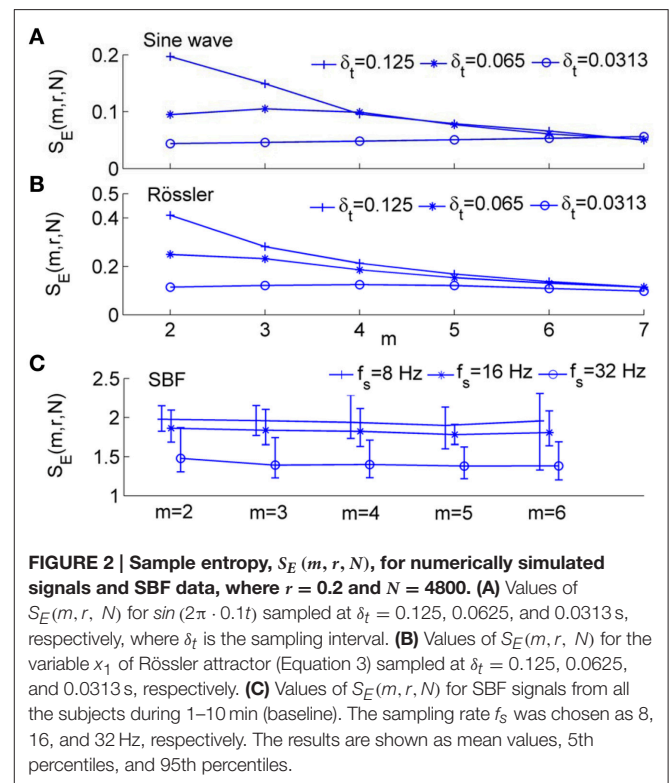 A
Sine wave
δt=0.125 δt=0.065 δt=0.0313
0.2
0.1
0
SE(m,r,N)
B
Rössler
δt=0.125 δt=0.065 δt=0.0313
0.5
0.4
0.2
0
SE(m,r,N)
2 3 4 5 6 7
m
C
SBF
fs=8 Hz fs=16 Hz fs=32 Hz
2.5
2
1.5
1
SE(m,r,N)
m=2 m=3 m=4 m=5 m=6
FIGURE 2 | Sample entropy, SE (m, r, N), for numerically simulated
signals and SBF data, where r = 0.2 and N = 4800. (A) Values of
SE(m, r, N) for sin (2π · 0.1t) sampled at δt = 0.125, 0.0625, and 0.0313 s,
respectively, where δt is the sampling interval. (B) Values of SE(m, r, N) for the
variable x1 of Rössler attractor (Equation 3) sampled at δt = 0.125, 0.0625,
and 0.0313 s, respectively. (C) Values of SE(m, r, N) for SBF signals from all
the subjects during 1–10 min (baseline). The sampling rate fs was chosen as 8,
16, and 32 Hz, respectively. The results are shown as mean values, 5th
percentiles, and 95th percentiles.